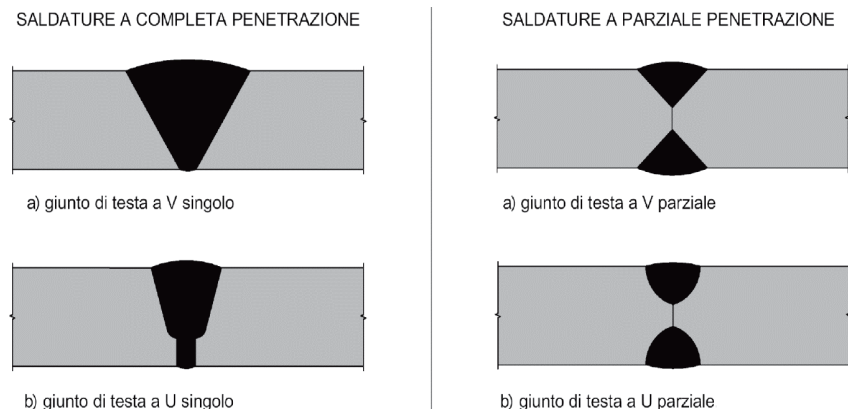 SALDATURE A COMPLETA PENETRAZIONE
a) giunto di testa a V singolo
b) giunto di testa a U singolo
SALDATURE A PARZIALE PENETRAZIONE
a) giunto di testa a V parziale
b) giunto di testa a U parziale